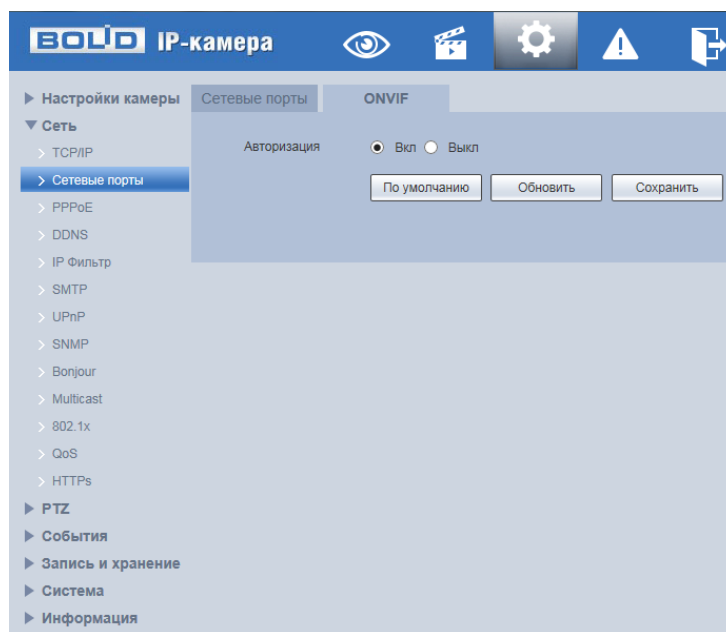 BOLID IP-камера
Настройки камеры
Сеть
TCP/IP
Сетевые порты
PPPoE
DDNS
IP Фильтр
SMTP
UPnP
SNMP
Bonjour
Multicast
802.1x
QoS
HTTPs
PTZ
События
Запись и хранение
Система
Информация
Сетевые порты ONVIF
Авторизация Вкл Выкл
По умолчанию Обновить Сохранить